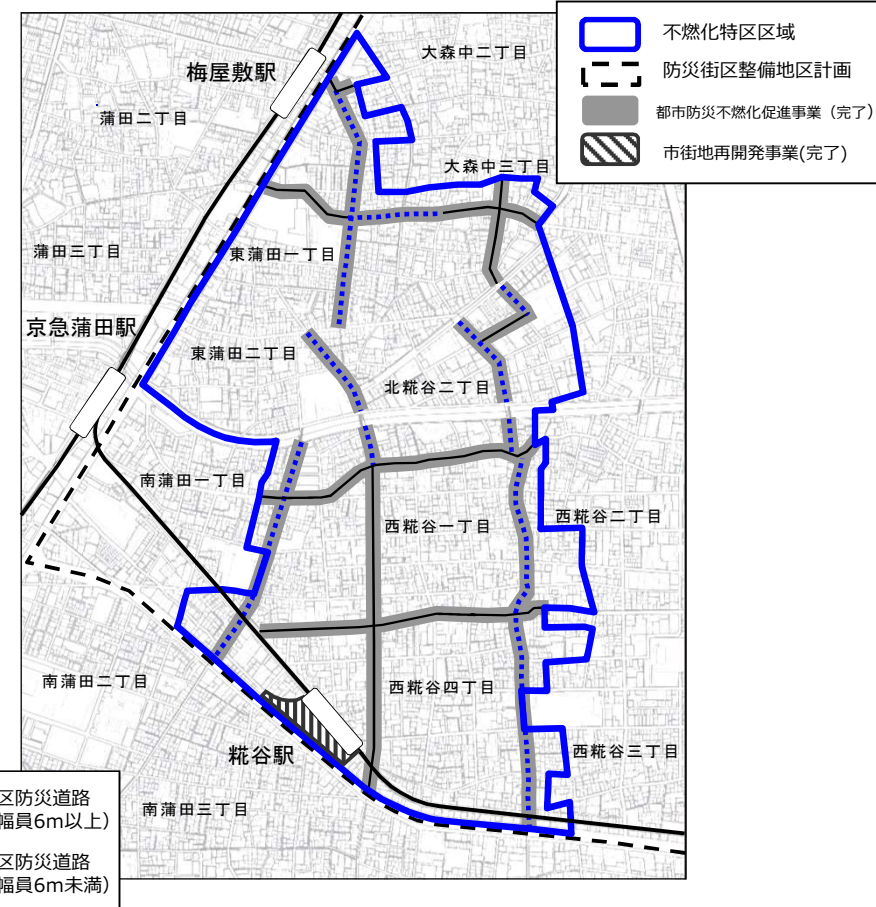 不燃化特区区域
防災街区整備地区計画
都市防災不燃化促進事業（完了）
市街地再開発事業(完了)
大森中二丁目
梅屋敷駅
蒲田二丁目
大森中三丁目
蒲田三丁目
東蒲田一丁目
京急蒲田駅
東蒲田二丁目
北糀谷二丁目
南蒲田一丁目
西糀谷二丁目
西糀谷一丁目
南蒲田二丁目
西糀谷四丁目
糀谷駅
西糀谷三丁目
南蒲田三丁目
区防災道路
幅員6m以上）
区防災道路
幅員6m未満）